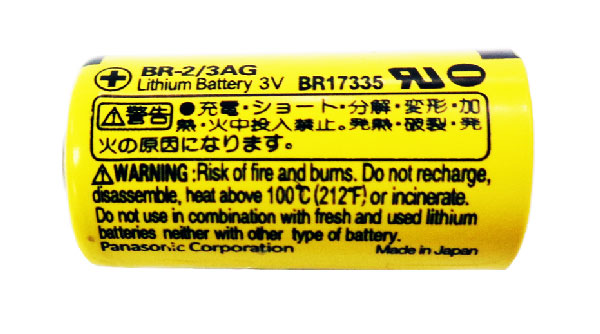 BR-2/3AG
Lithium Battery 3V BR17335
⚠警告 ●充電・ショート・分解・変形・加
熱・火中投入禁止。発熱・破裂・発
火の原因になります。
⚠WARNING :Risk of fire and burns. Do not recharge,
disassemble, heat above 100℃ (212℉) or incinerate.
Do not use in combination with fresh and used lithium
batteries neither with other type of battery.
Panasonic Corporation Made in Japan